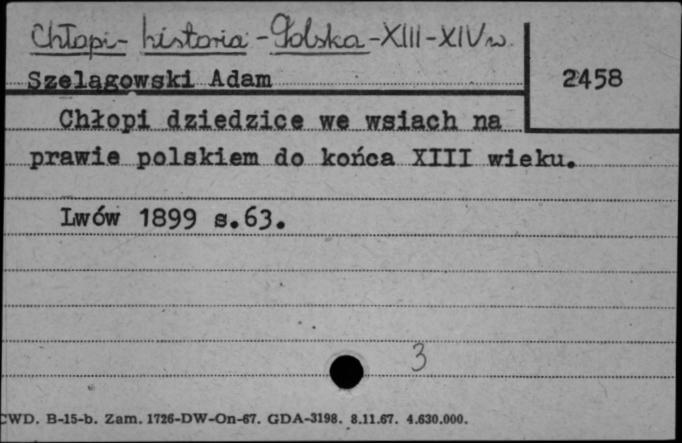 Chłopi - historia - Polska - XIII - XIV w.
Szelągowski Adam
2458
Chłopi dziedzice we wsiach na
prawie polskiem do końca XIII wieku.
Lwów 1899 s.63.
3
CWD. B-15-b. Zam. 1726-DW-On-67. GDA-3198. 8.11.67. 4.630.000.